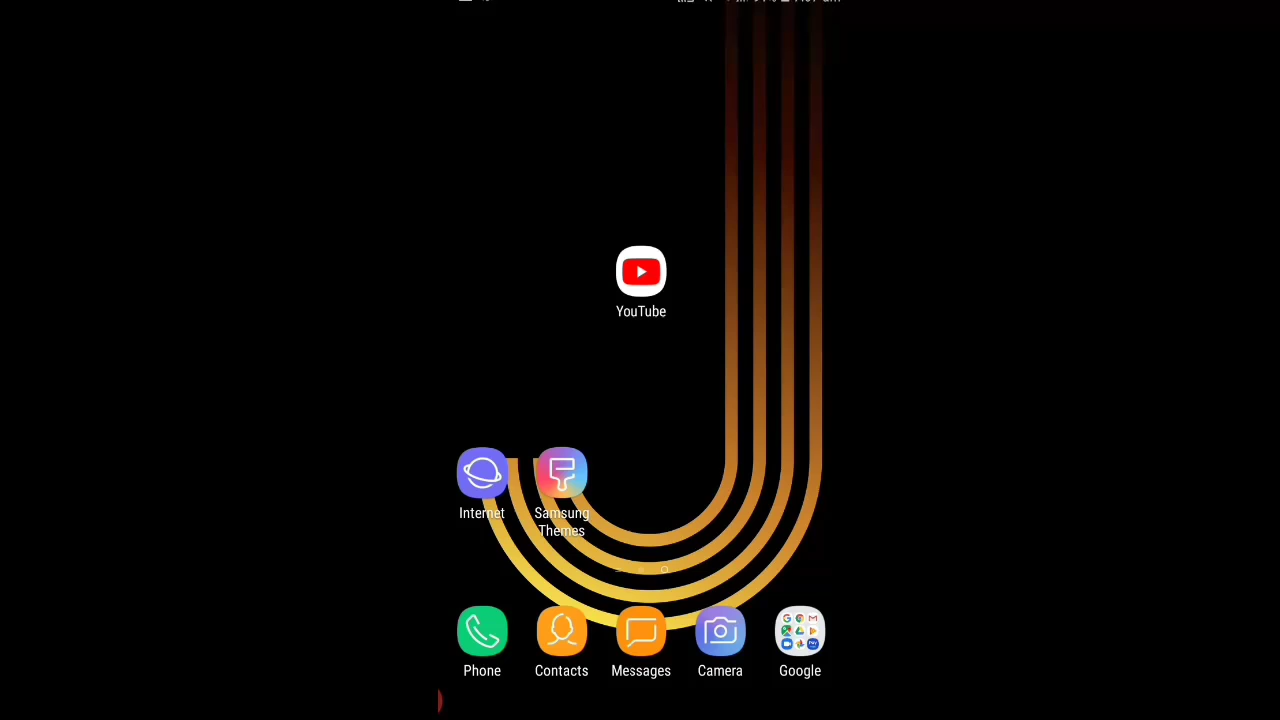 YouTube
Internet
Samsung
Themes
Phone
Contacts
Messages
Camera
Google